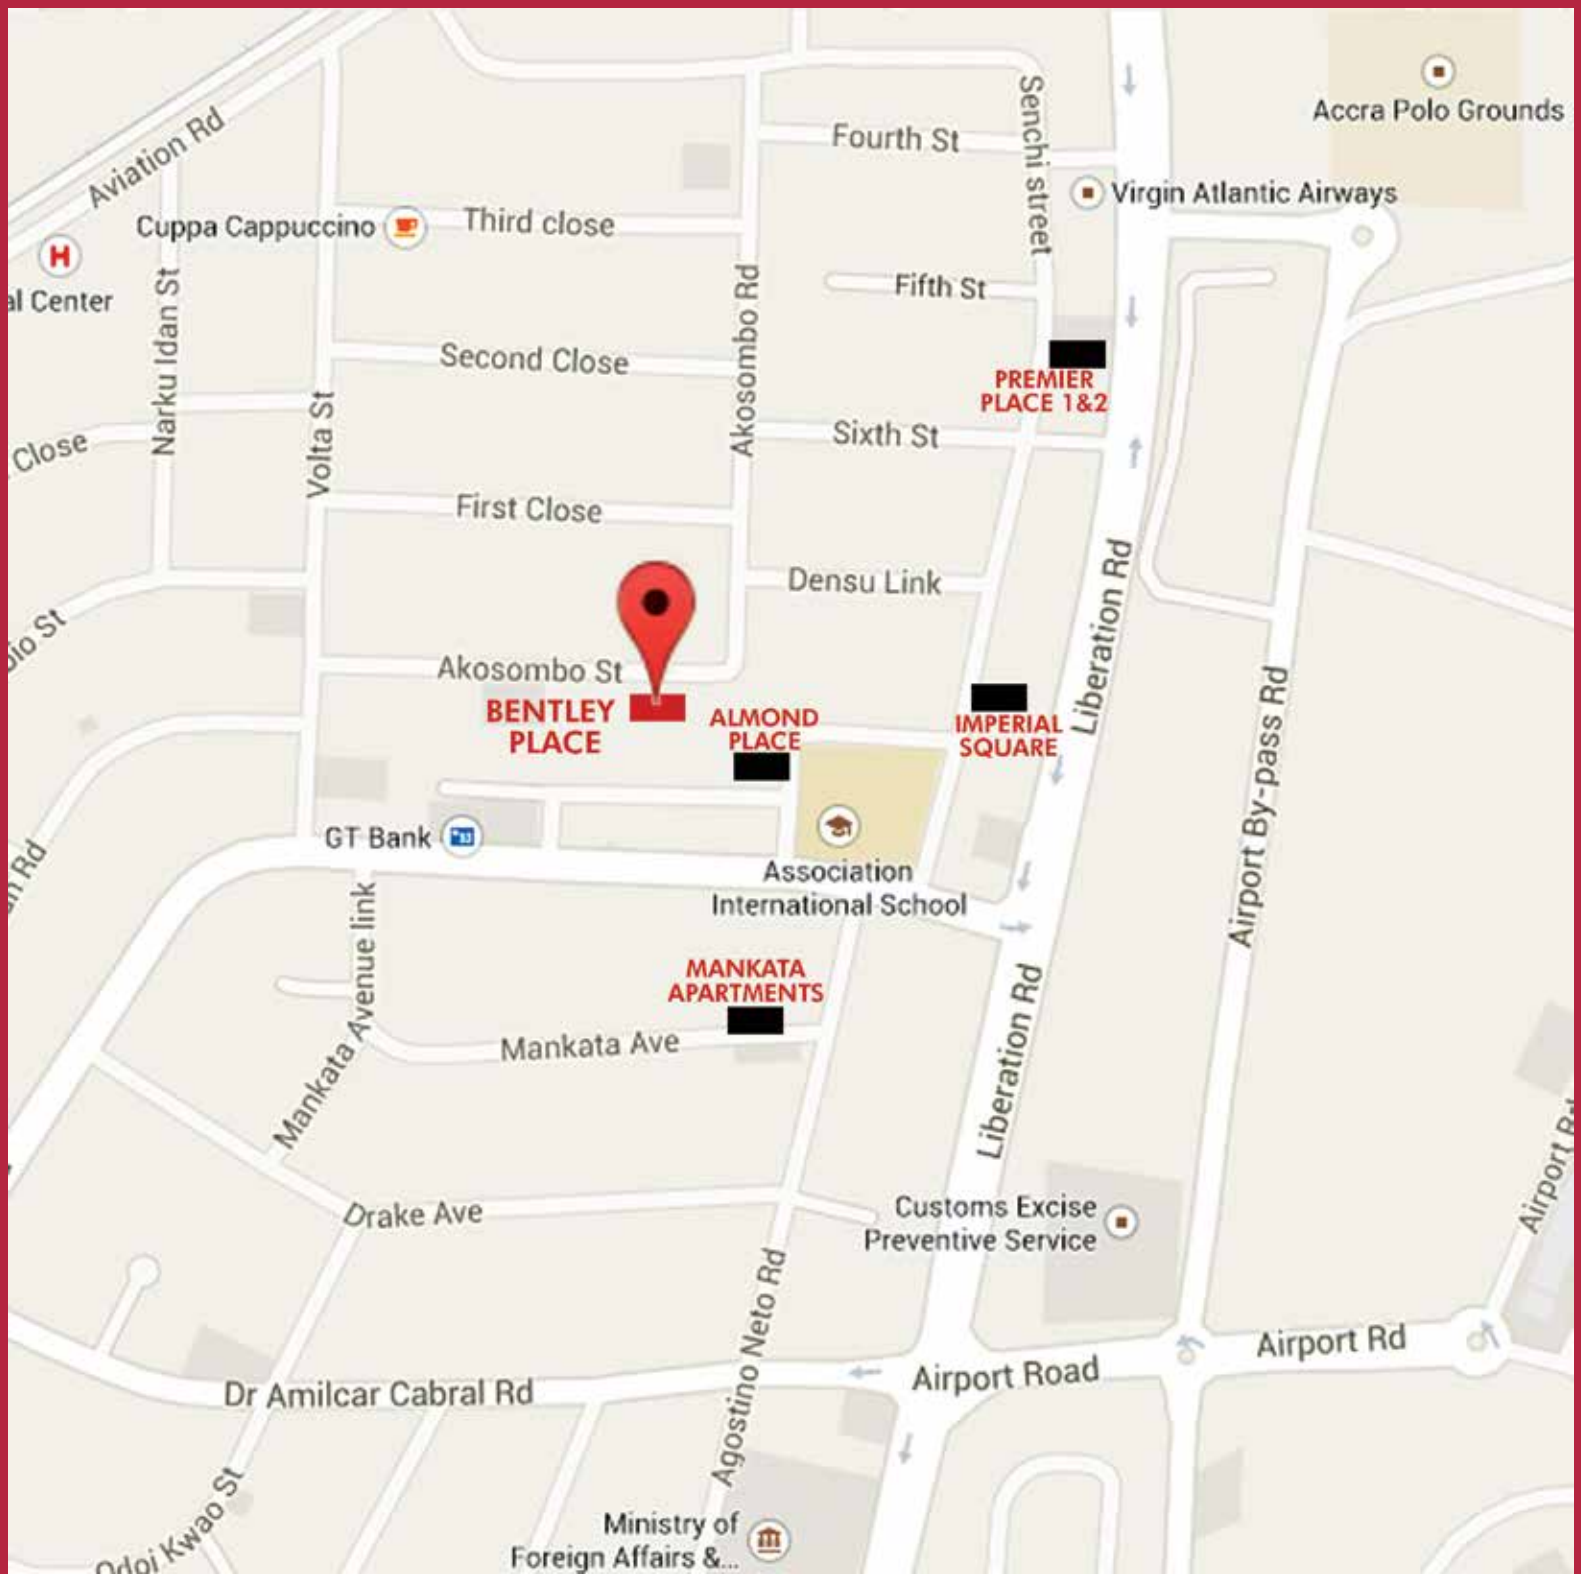 Accra Polo Grounds
Aviation Rd
Fourth St
Senchi street
Virgin Atlantic Airways
Cuppa Cappuccino
Third close
al Center
Narku Idan St
Akosombo Rd
Fifth St
Second Close
PREMIER
PLACE 1&2
Volta St
Close
Sixth St
First Close
Densu Link
Liberation Rd
Akosombo St
BENTLEY
PLACE
ALMOND
PLACE
IMPERIAL
SQUARE
Airport By-pass Rd
GT Bank
Association
International School
Mankata Avenue link
MANKATA
APARTMENTS
Mankata Ave
Liberation Rd
Drake Ave
Customs Excise
Preventive Service
Airport Rd
Agostino Neto Rd
Airport Rd
Airport Road
Dr Amilcar Cabral Rd
Odoi Kwao St
Ministry of
Foreign Affairs &...